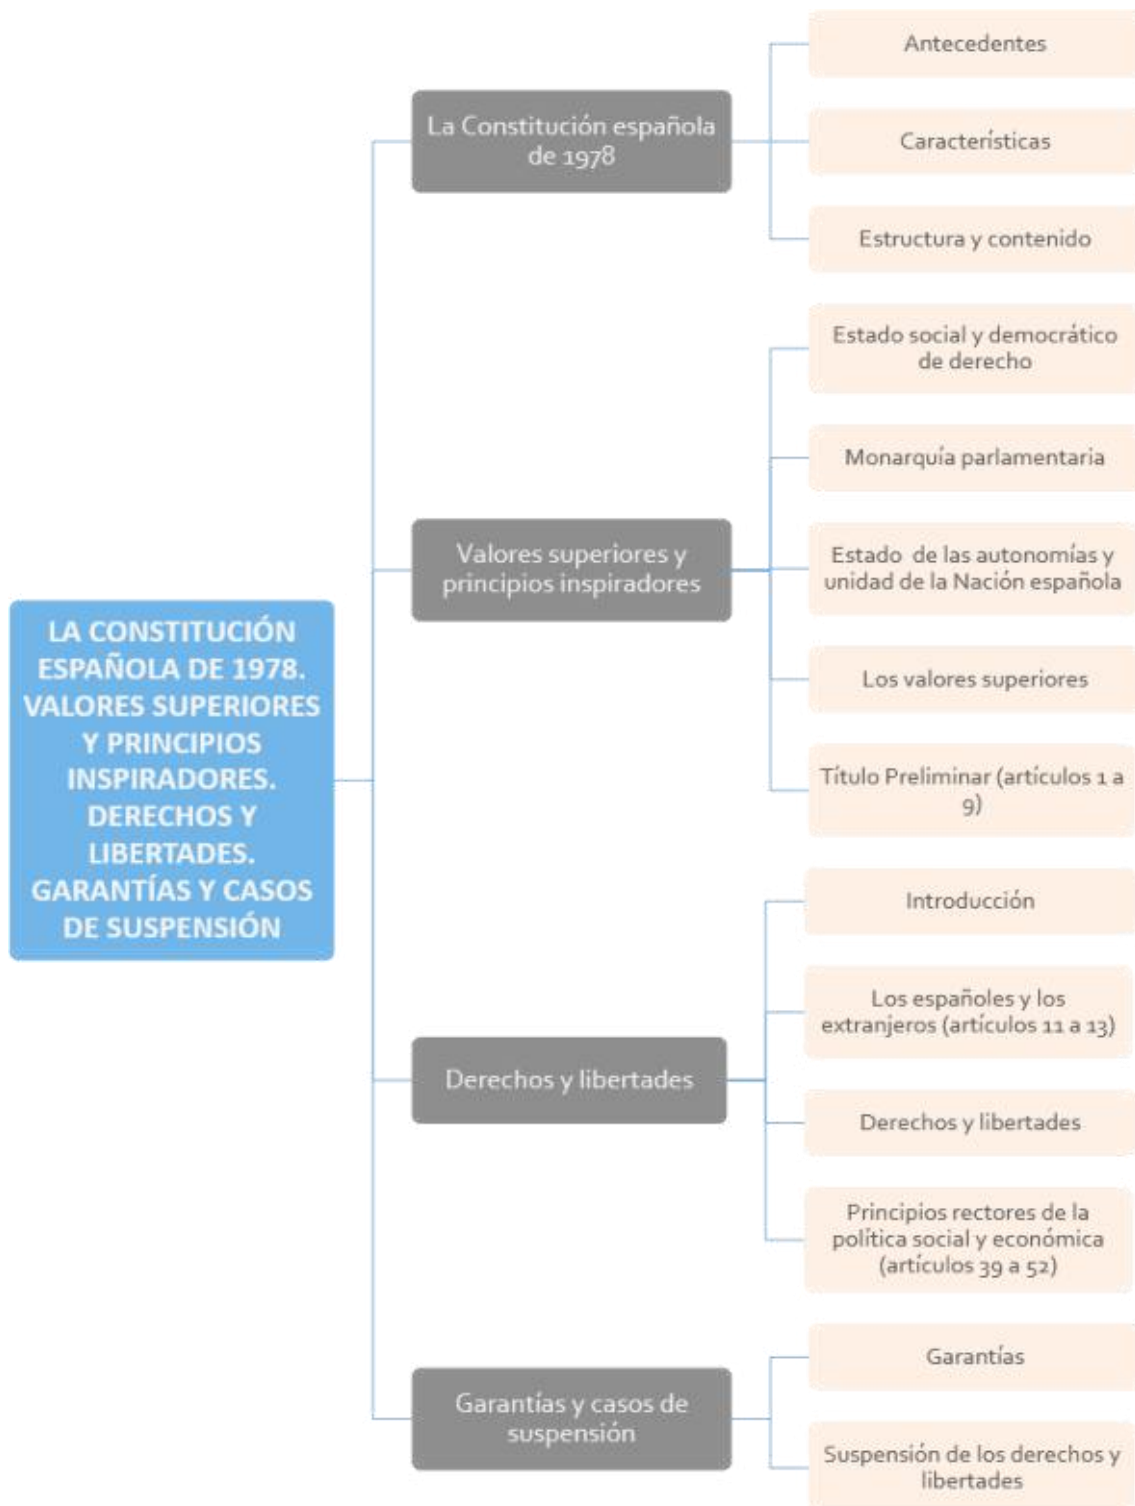 LA CONSTITUCIÓN
ESPAÑOLA DE 1978.
VALORES SUPERIORES
Y PRINCIPIOS
INSPIRADORES.
DERECHOS Y
LIBERTADES.
GARANTÍAS Y CASOS
DE SUSPENSIÓN
La Constitución española
de 1978
Antecedentes
Características
Estructura y contenido
Valores superiores y
principios inspiradores
Estado social y democrático
de derecho
Monarquía parlamentaria
Estado de las autonomías y
unidad de la Nación española
Los valores superiores
Título Preliminar (artículos 1 a
9)
Derechos y libertades
Introducción
Los españoles y los
extranjeros (artículos 11 a 13)
Derechos y libertades
Principios rectores de la
política social y económica
(artículos 39 a 52)
Garantías y casos de
suspensión
Garantías
Suspensión de los derechos y
libertades